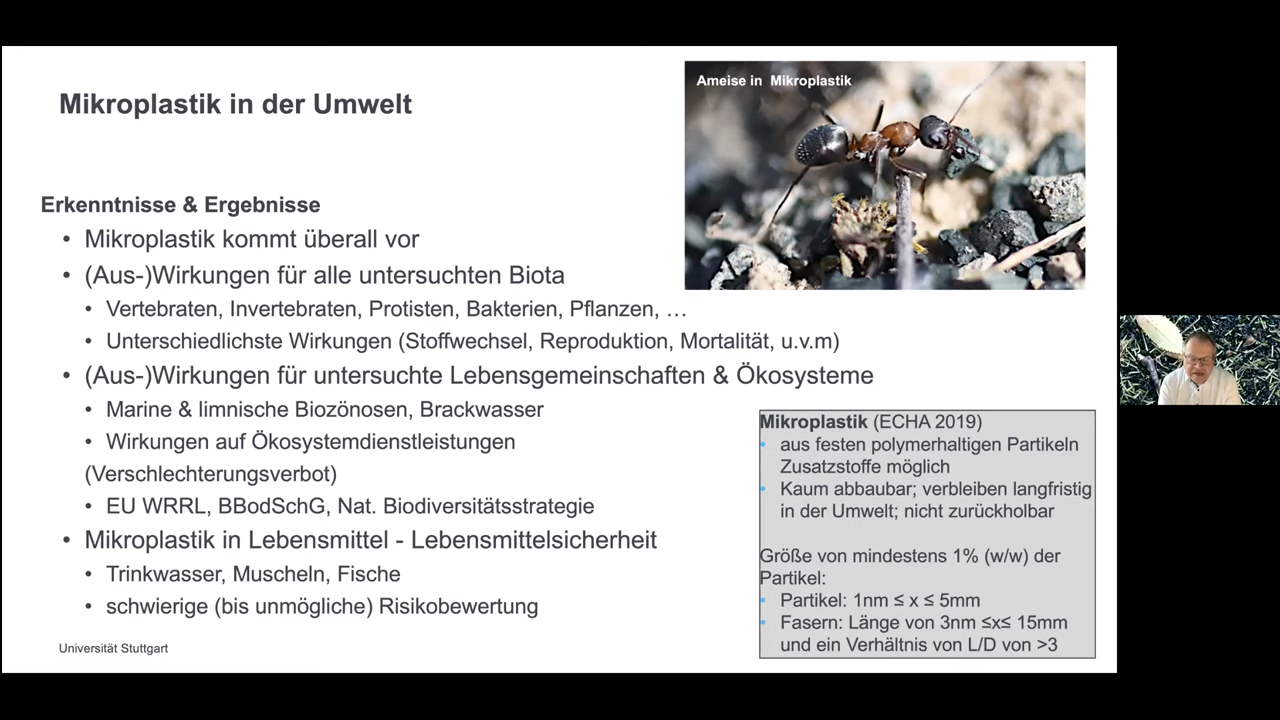 Ameise in Mikroplastik
Mikroplastik in der Umwelt
Erkenntnisse & Ergebnisse
• Mikroplastik kommt überall vor
• (Aus-)Wirkungen für alle untersuchten Biota
• Vertebraten, Invertebraten, Protisten, Bakterien, Pflanzen, …
• Unterschiedlichste Wirkungen (Stoffwechsel, Reproduktion, Mortalität, u.v.m)
• (Aus-)Wirkungen für untersuchte Lebensgemeinschaften & Ökosysteme
• Marine & limnische Biozönosen, Brackwasser
• Wirkungen auf Ökosystemdienstleistungen
(Verschlechterungsverbot)
• EU WRRL, BBodSchG, Nat. Biodiversitätsstrategie
• Mikroplastik in Lebensmittel - Lebensmittelsicherheit
• Trinkwasser, Muscheln, Fische
• schwierige (bis unmögliche) Risikobewertung
Mikroplastik (ECHA 2019)
• aus festen polymerhaltigen Partikeln
Zusatzstoffe möglich
• Kaum abbaubar; verbleiben langfristig
in der Umwelt; nicht zurückholbar
Größe von mindestens 1% (w/w) der
Partikel:
• Partikel: 1nm ≤ x ≤ 5mm
• Fasern: Länge von 3nm ≤x≤ 15mm
und ein Verhältnis von L/D von >3
Universität Stuttgart